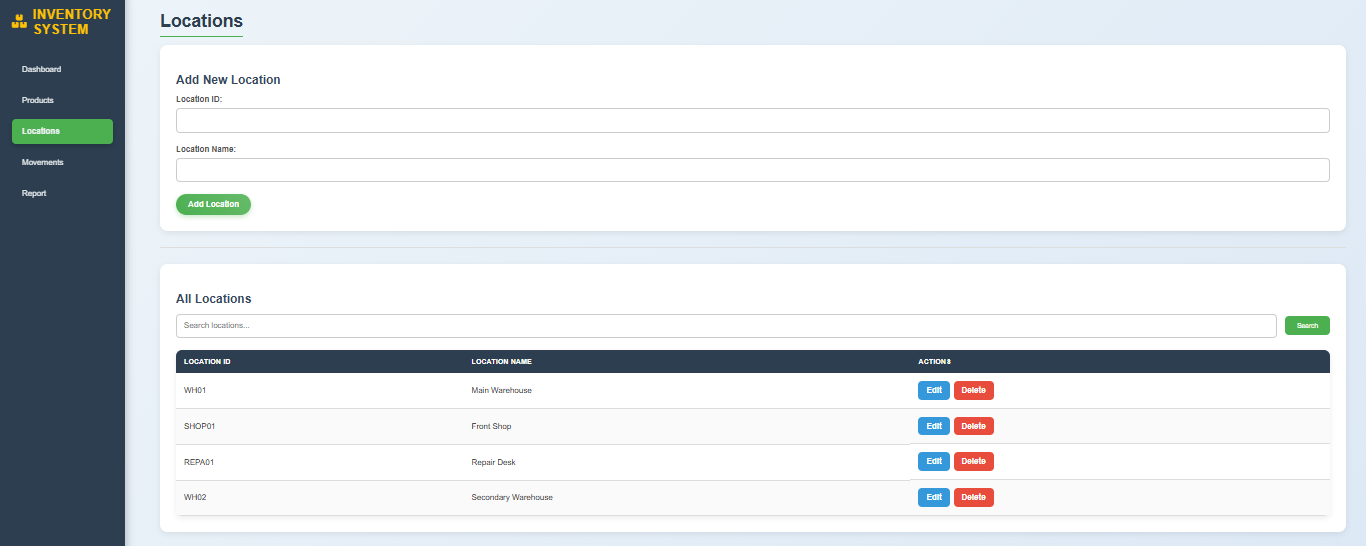 INVENTORY
SYSTEM
Dashboard
Products
Locations
Movements
Report
Locations
Add New Location
Location ID:
Location Name:
Add Location
All Locations
Search locations...
Search
LOCATION ID LOCATION NAME ACTIONS
WH01 Main Warehouse Edit Delete
SHOP01 Front Shop Edit Delete
REPA01 Repair Desk Edit Delete
WH02 Secondary Warehouse Edit Delete